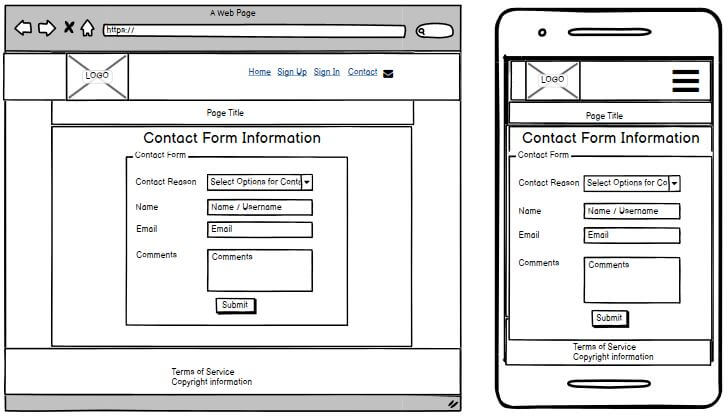 A Web Page
https://
LOGO
Home Sign Up Sign In Contact
Page Title
Contact Form Information
Contact Form
Contact Reason Select Options for Conta
Name Name / Username
Email Email
Comments Comments
Submit
Terms of Service
Copyright information
LOGO
Page Title
Contact Form Information
Contact Form
Contact Reason Select Options for Co
Name Name / Username
Email Email
Comments Comments
Submit
Terms of Service
Copyright information